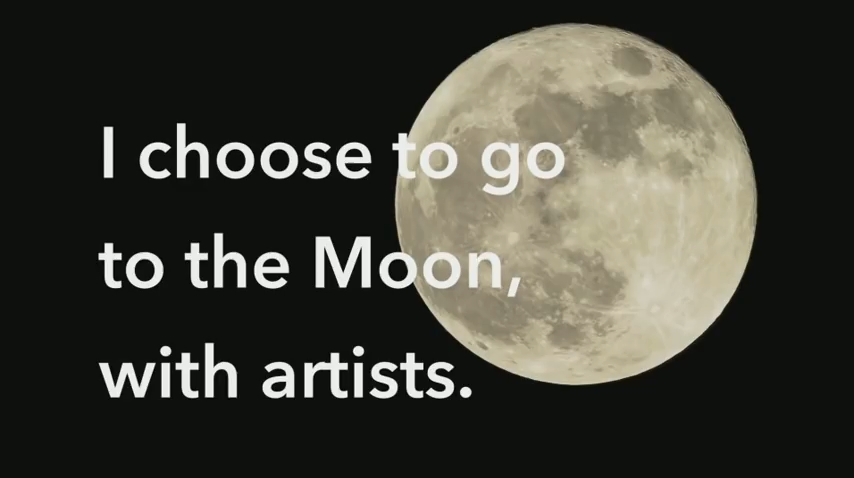 I choose to go
to the Moon,
with artists.